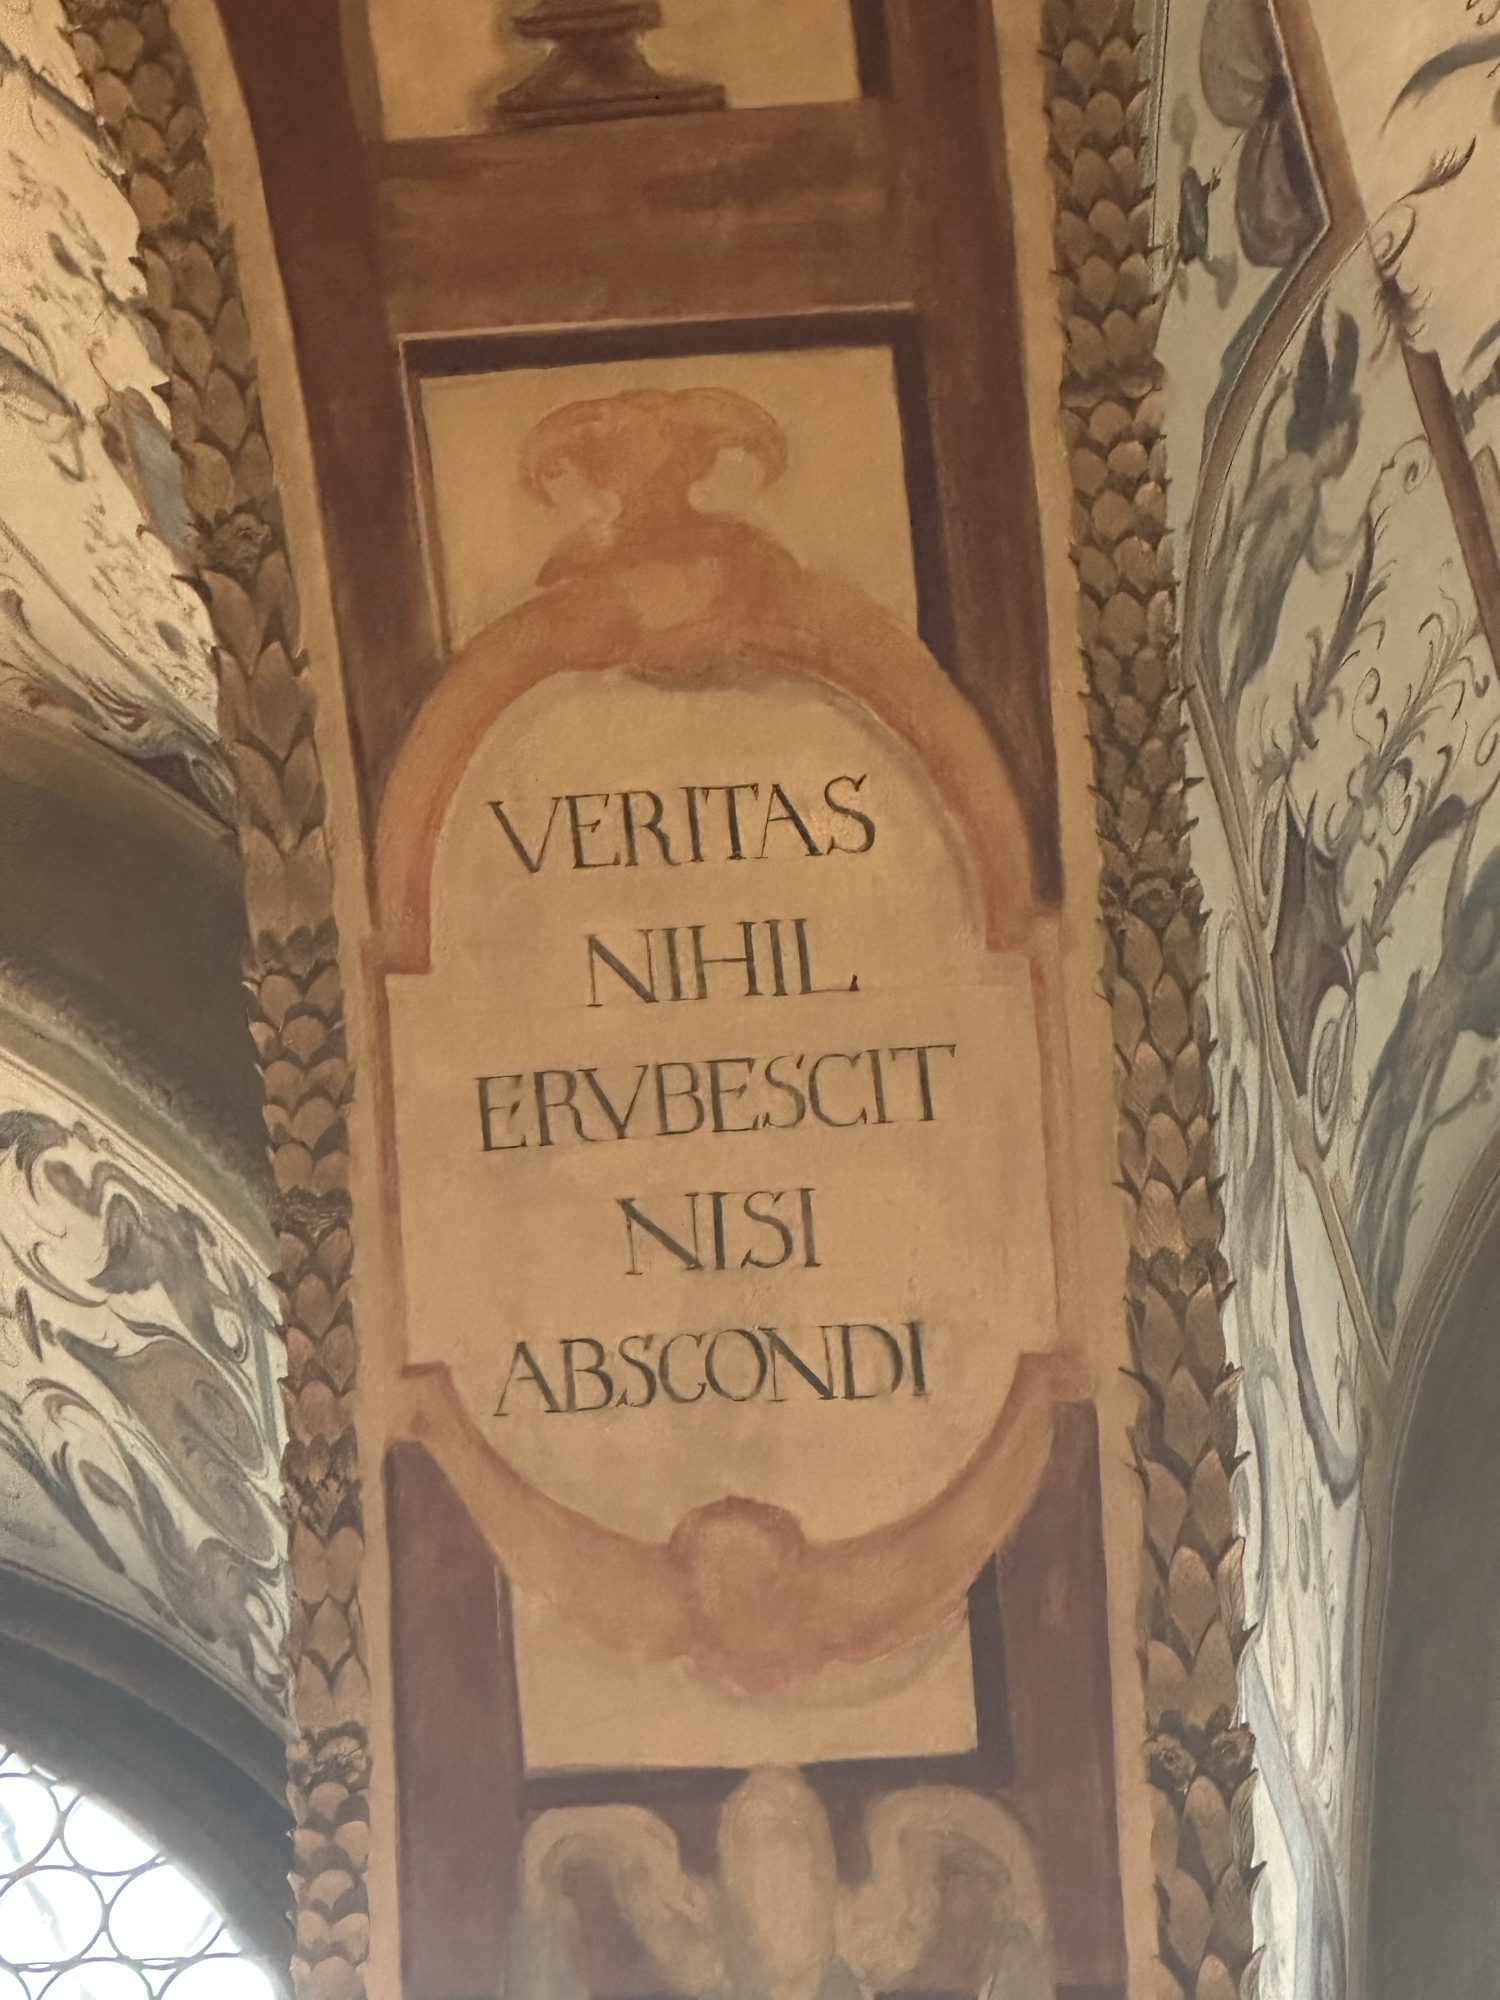 VERITAS
NIHIL
ERVBESCIT
NISI
ABSCONDI